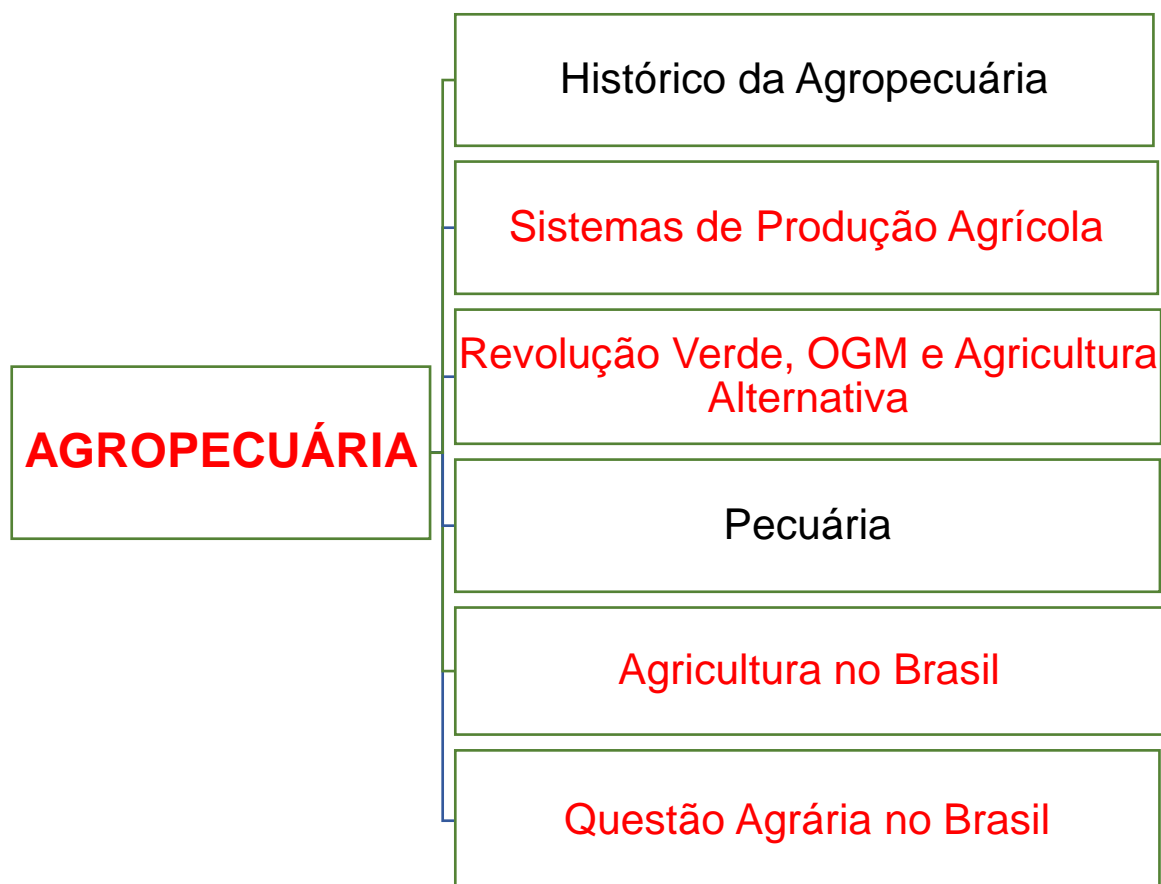 Histórico da Agropecuária
Sistemas de Produção Agrícola
Revolução Verde, OGM e Agricultura
Alternativa
AGROPECUÁRIA
Pecuária
Agricultura no Brasil
Questão Agrária no Brasil